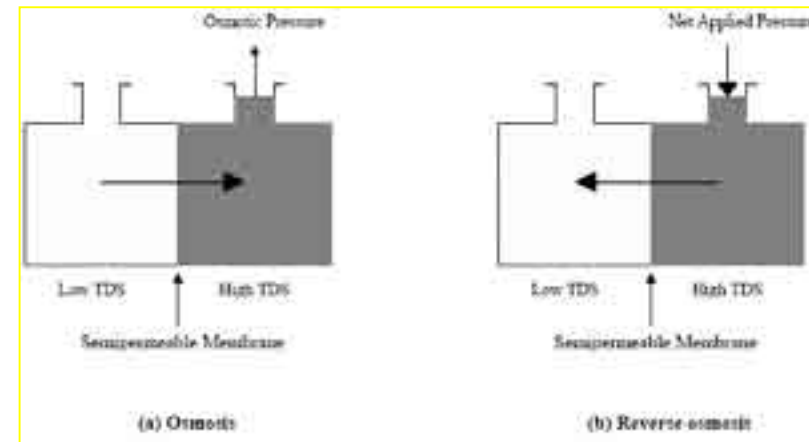 Osmotic Pressure
Low TDS
High TDS
Semipermeable Membrane
(a) Osmosis
Net Applied Pressure
Low TDS
High TDS
Semipermeable Membrane
(b) Reverse-osmosis